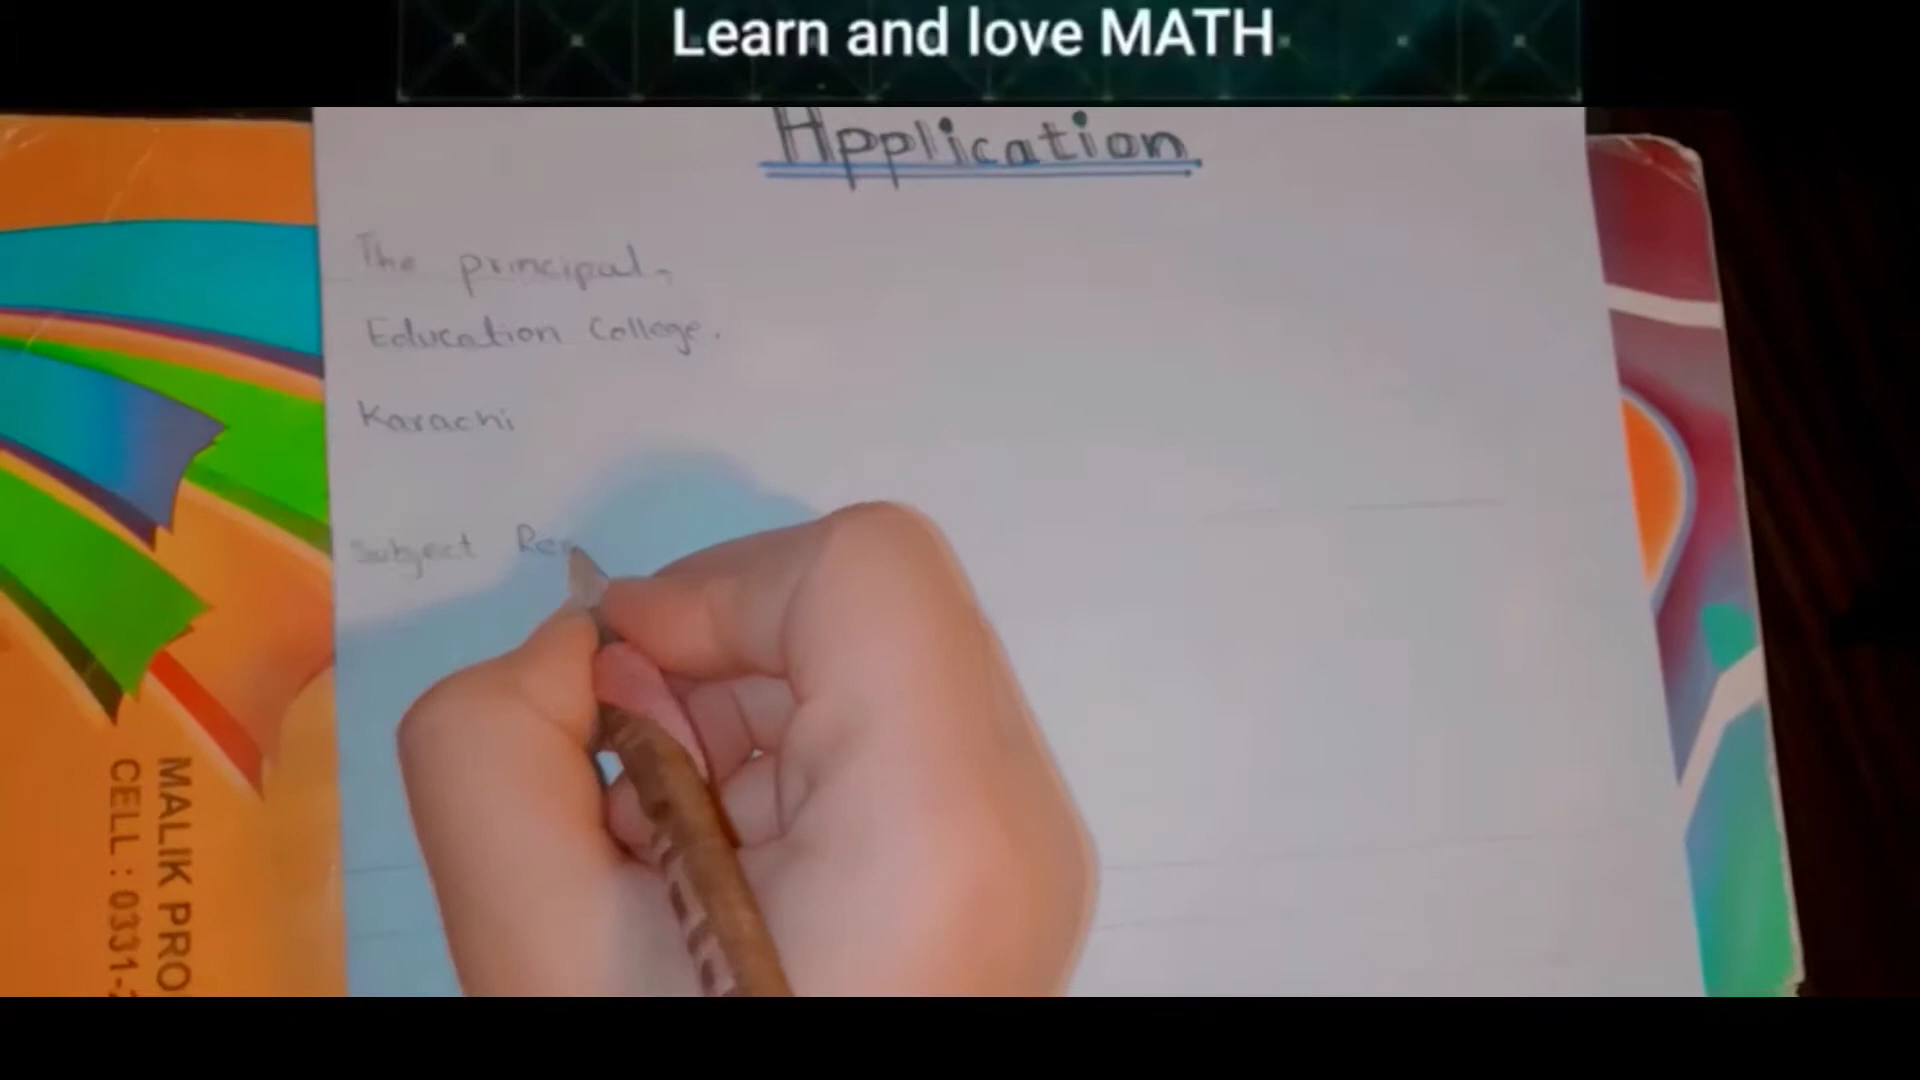 Learn and love MATH
Application
The principal.
Education College.
Karachi
Subject
MALIK PRO
CELL : 0331-